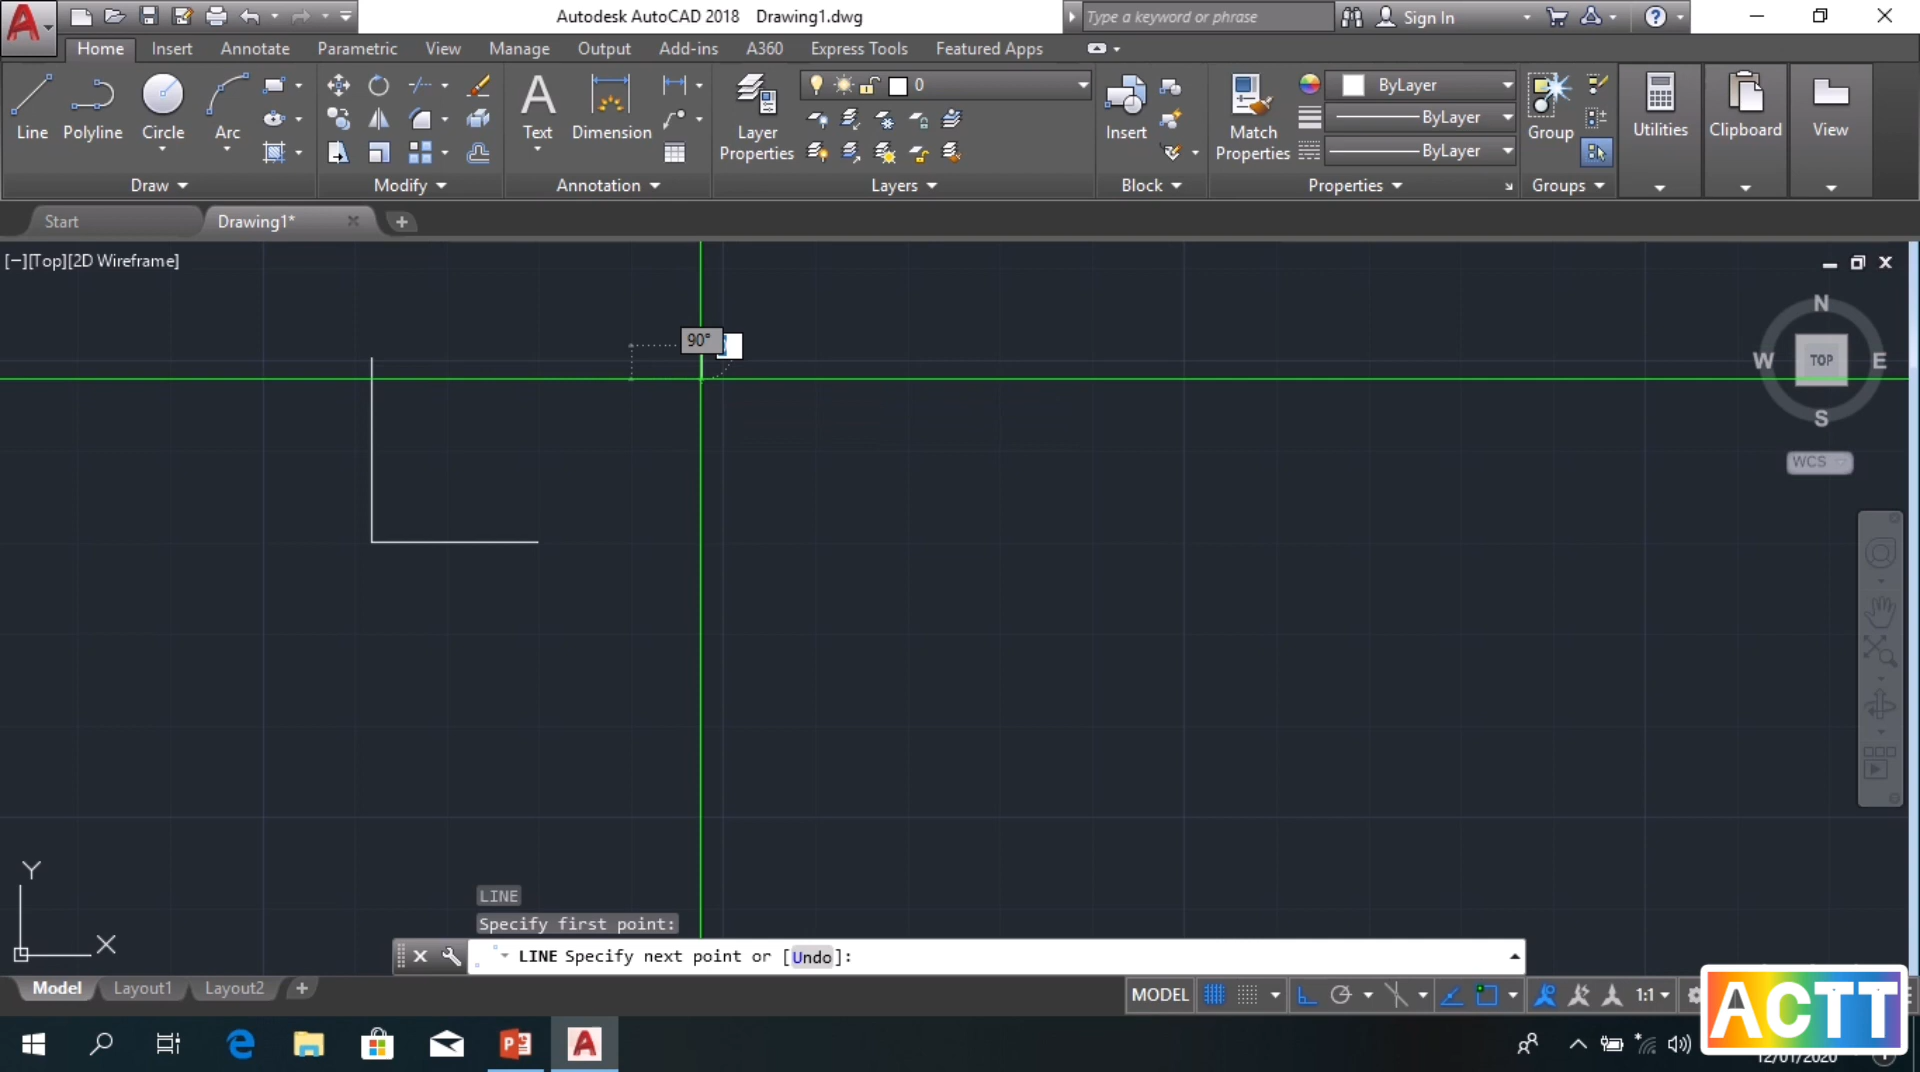 Autodesk AutoCAD 2018 Drawing1.dwg
Type a keyword or phrase
Sign In
Home Insert Annotate Parametric View Manage Output Add-ins A360 Express Tools Featured Apps
Line Polyline Circle Arc
Text Dimension
Layer Properties
0
Insert
Match Properties
ByLayer
ByLayer
ByLayer
Group
Utilities Clipboard View
Draw Modify Annotation Layers Block Properties Groups
Start Drawing1*
[−][Top][2D Wireframe]
90°
N
W TOP E
S
WCS
Y
X
LINE
Specify first point:
LINE Specify next point or [Undo]:
Model Layout1 Layout2
MODEL 1:1
ACTT
12/01/2020